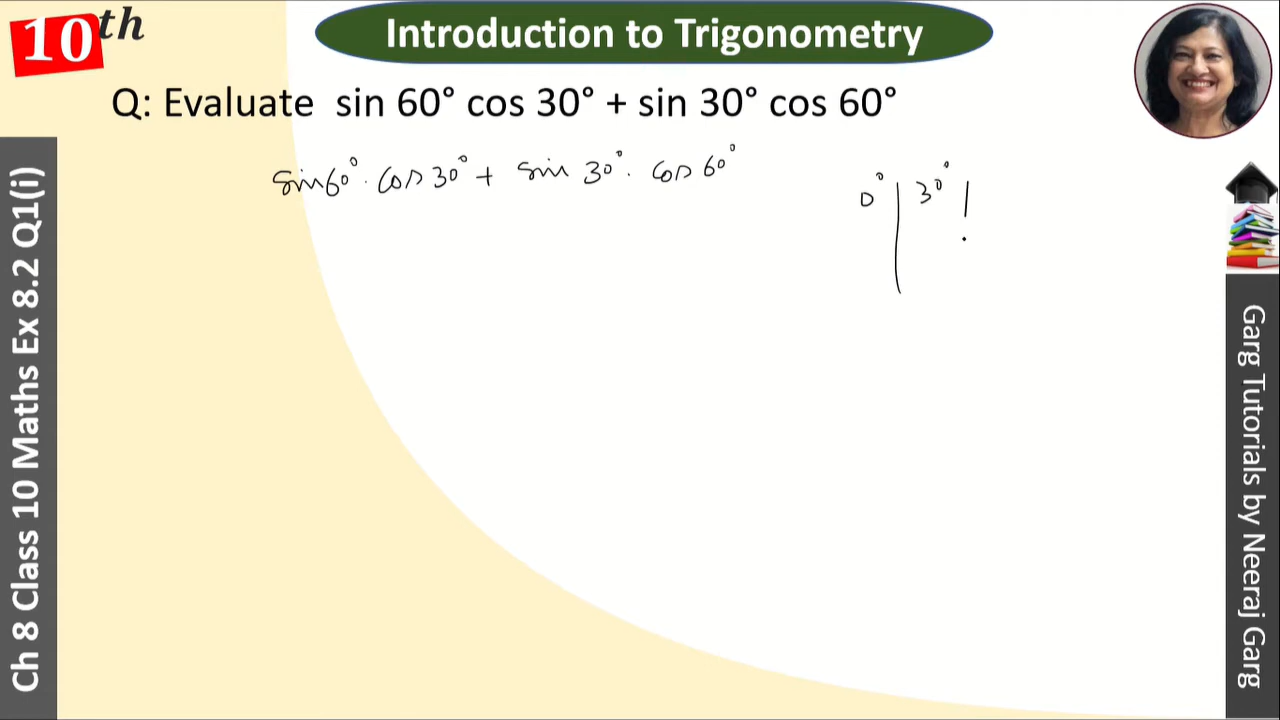 10th
Introduction to Trigonometry
Q: Evaluate sin 60° cos 30° + sin 30° cos 60°
sin60° · cos30° + sin 30° · cos 60°
0° | 30° |
Ch 8 Class 10 Maths Ex 8.2 Q1(i)
Garg Tutorials by Neeraj Garg